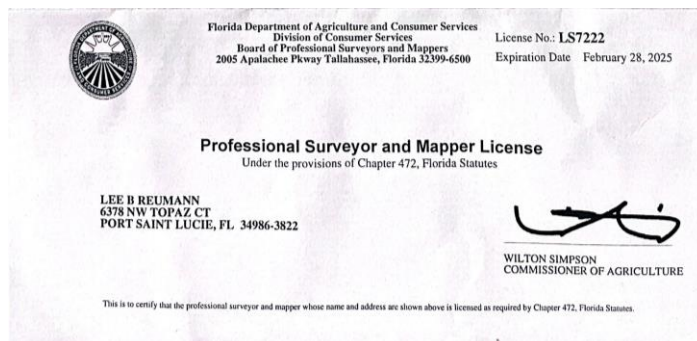 Florida Department of Agriculture and Consumer Services
Division of Consumer Services
Board of Professional Surveyors and Mappers
2005 Apalachee Pkway Tallahassee, Florida 32399-6500
License No.: LS7222
Expiration Date February 28, 2025
Professional Surveyor and Mapper License
Under the provisions of Chapter 472, Florida Statutes
LEE B REUMANN
6378 NW TOPAZ CT
PORT SAINT LUCIE, FL 34986-3822
WILTON SIMPSON
COMMISSIONER OF AGRICULTURE
This is to certify that the professional surveyor and mapper whose name and address are shown above is licensed as required by Chapter 472, Florida Statutes.